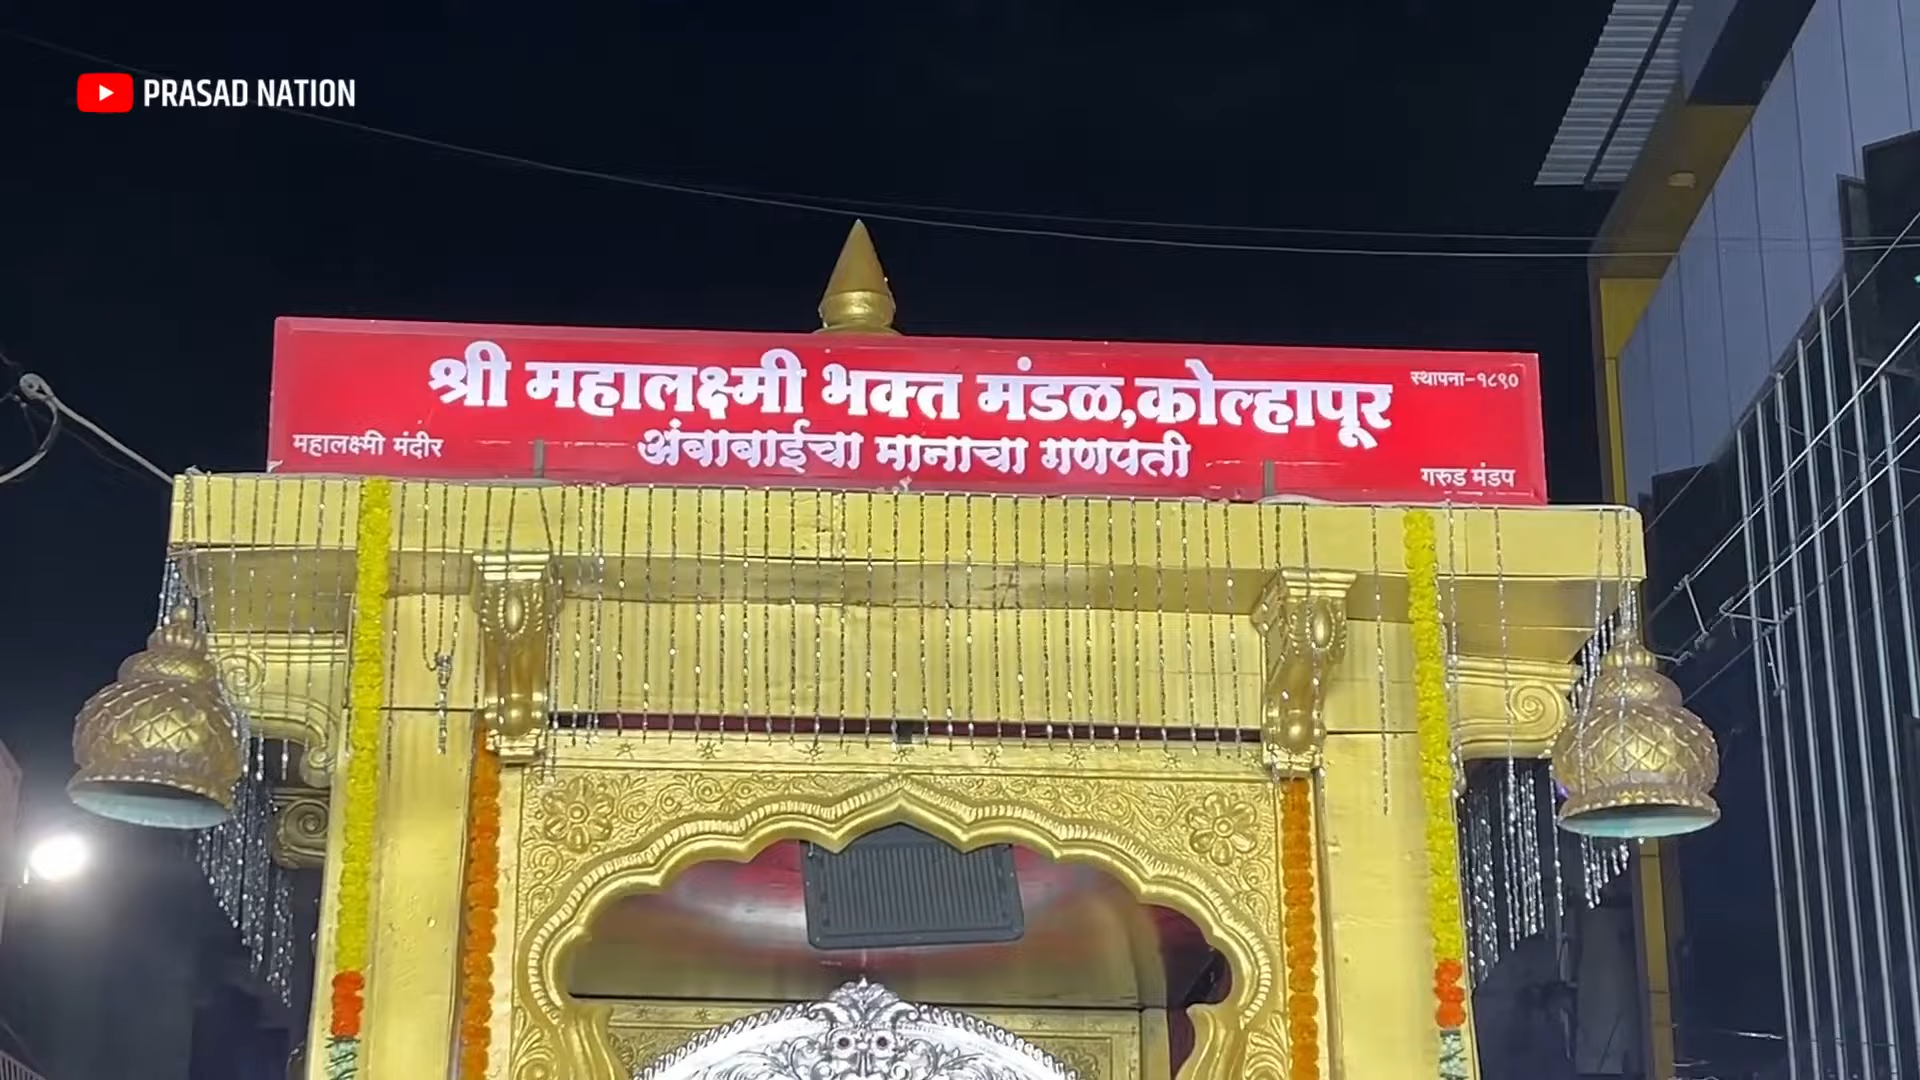 PRASAD NATION
श्री महालक्ष्मी भक्त मंडळ,कोल्हापूर
स्थापना-१८९०
अंबाबाईचा मानाचा गणपती
महालक्ष्मी मंदीर
गरुड मंडप